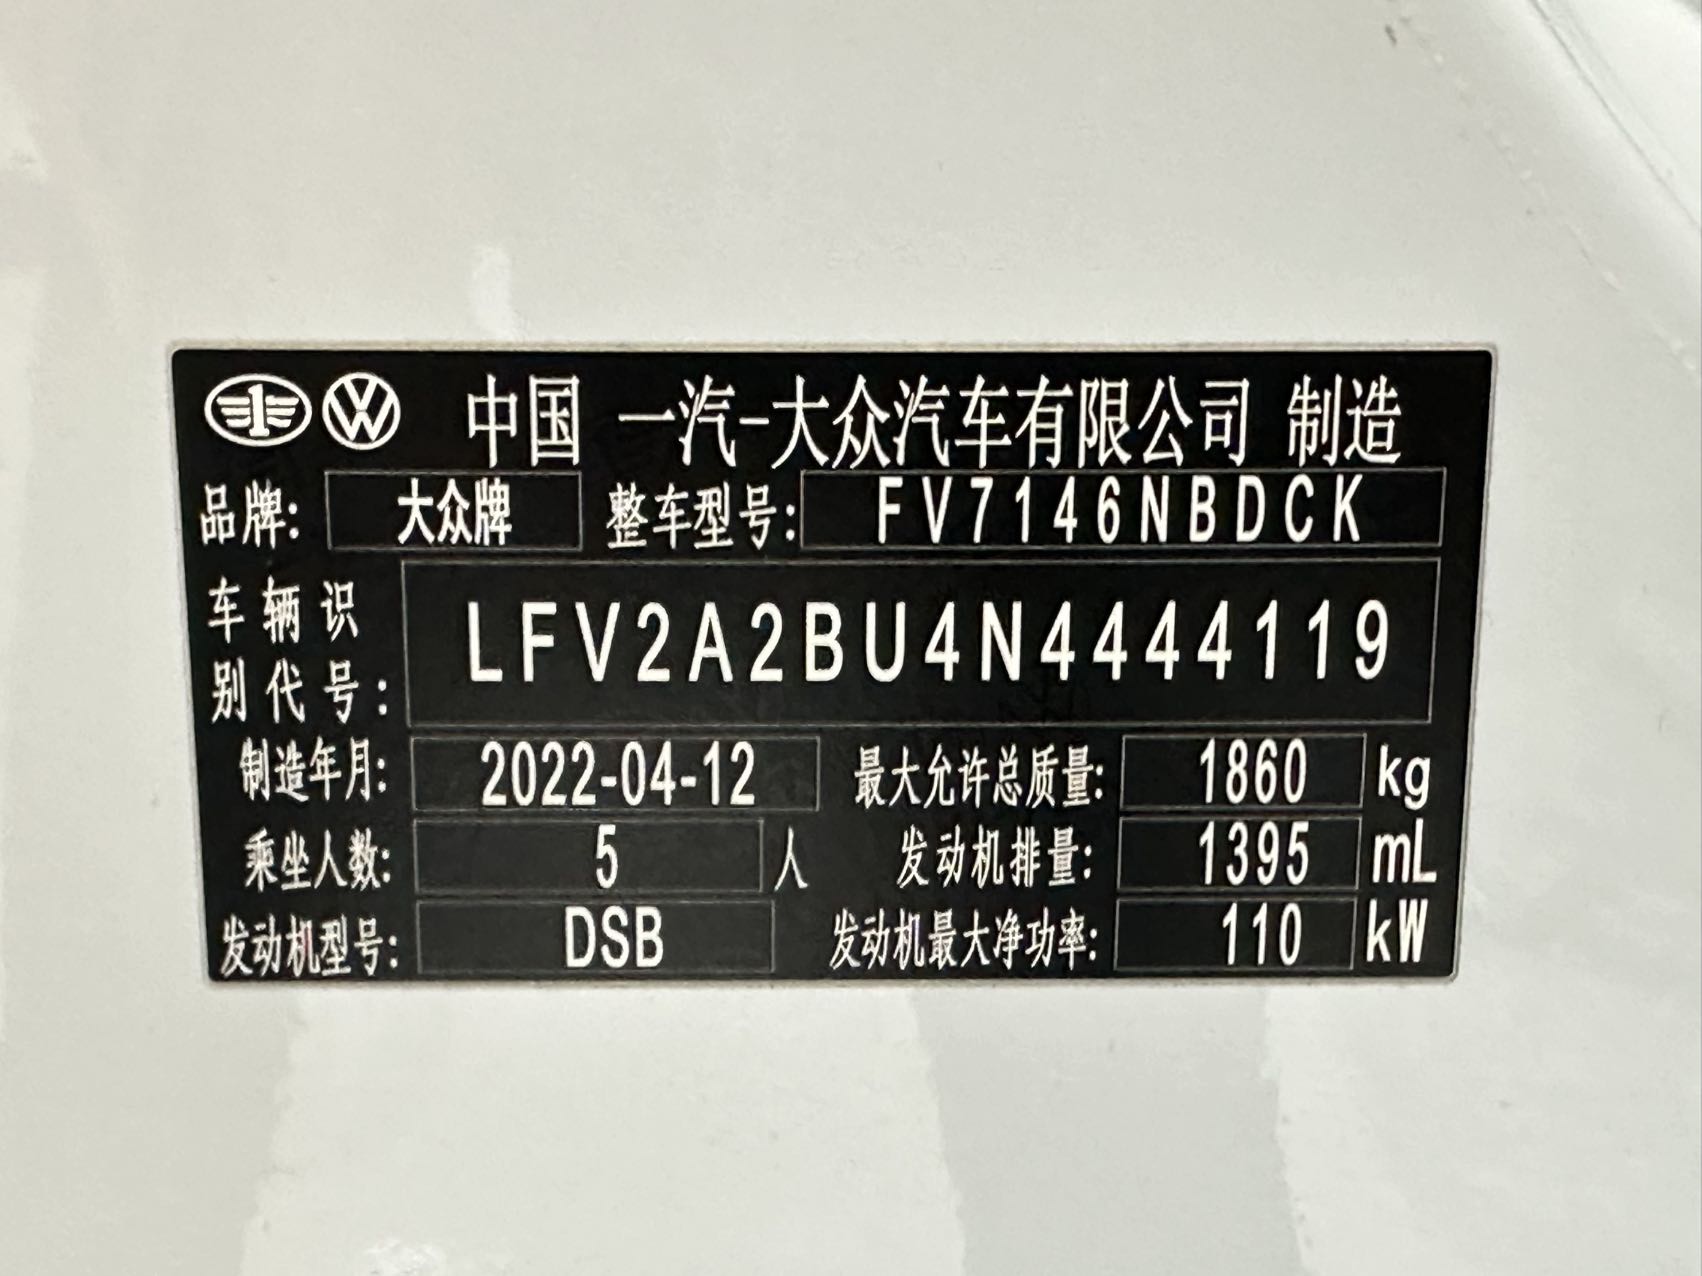 中国 一汽-大众汽车有限公司 制造
品牌: 大众牌 整车型号: FV7146NBDCK
车辆识别代号: LFV2A2BU4N4444119
制造年月: 2022-04-12 最大允许总质量: 1860 kg
乘坐人数: 5 人 发动机排量: 1395 mL
发动机型号: DSB 发动机最大净功率: 110 kW